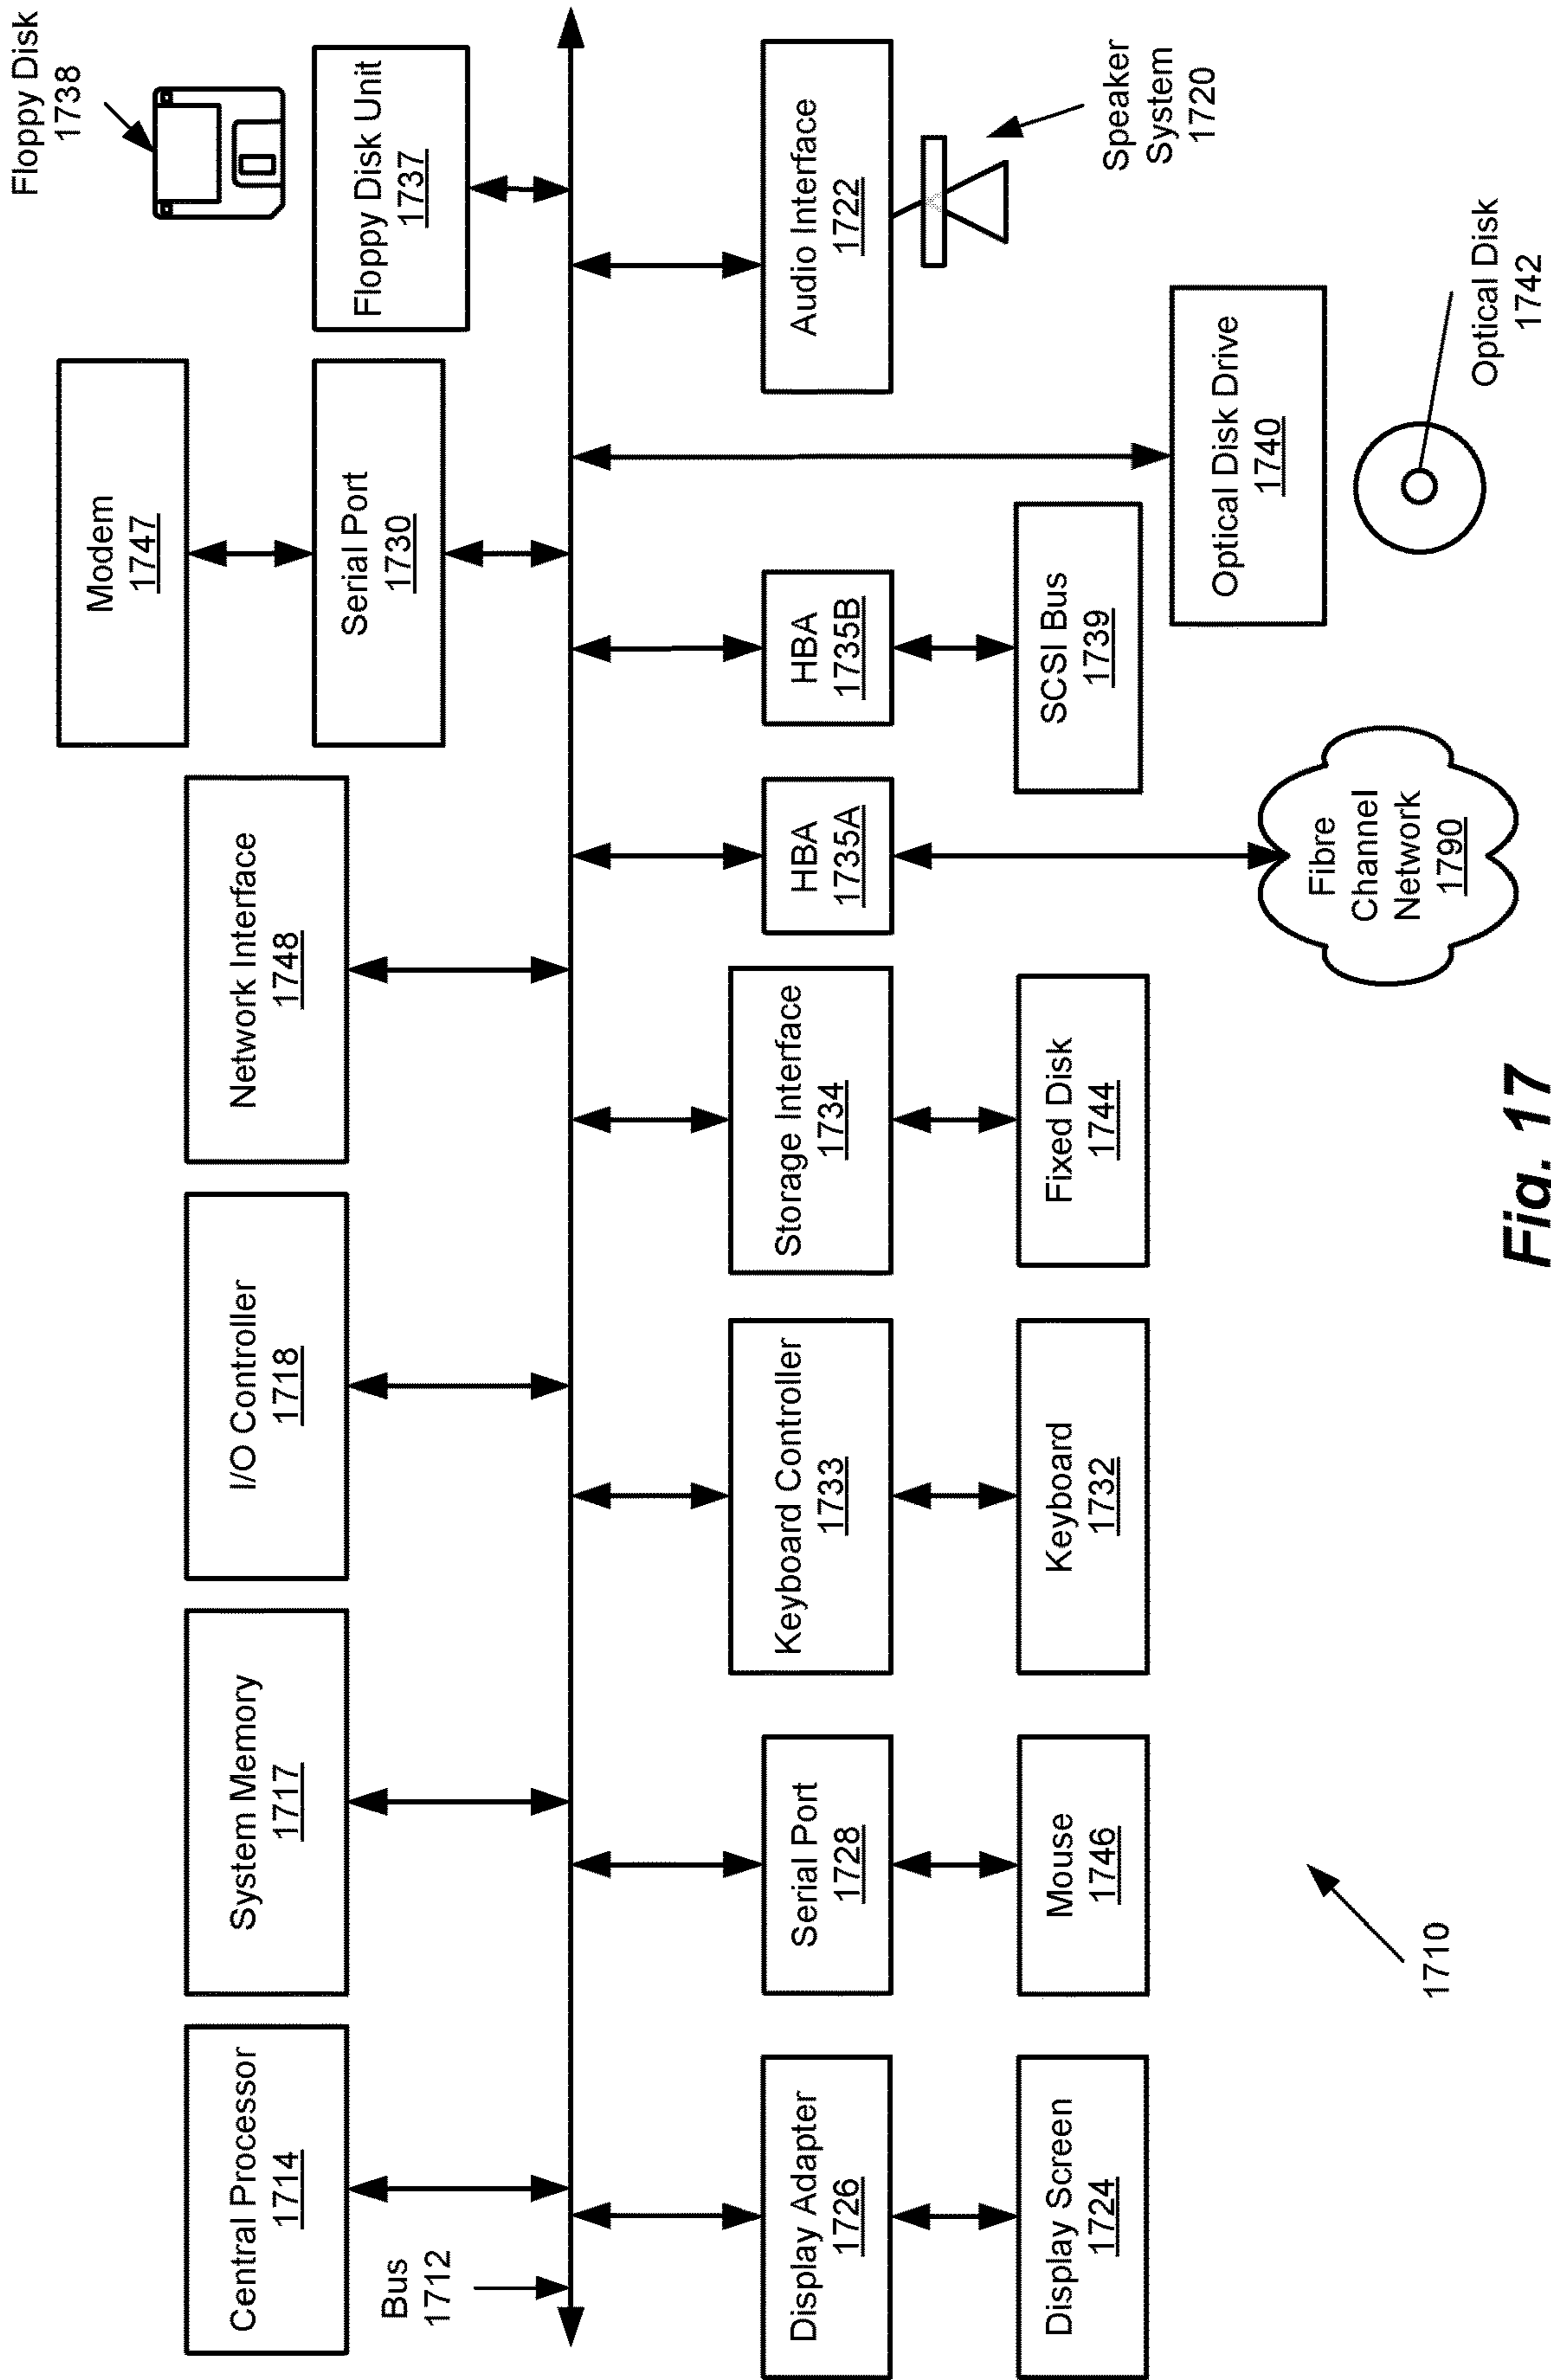 Central Processor
1714
System Memory
1717
I/O Controller
1718
Network Interface
1748
Modem
1747
Serial Port
1730
Floppy Disk
1738
Floppy Disk Unit
1737
Bus
1712
Display Adapter
1726
Display Screen
1724
Serial Port
1728
Mouse
1746
Keyboard Controller
1733
Keyboard
1732
Storage Interface
1734
Fixed Disk
1744
HBA
1735A
Fibre
Channel
Network
1790
HBA
1735B
SCSI Bus
1739
Optical Disk Drive
1740
Optical Disk
1742
Audio Interface
1722
Speaker
System
1720
1710
Fig. 17